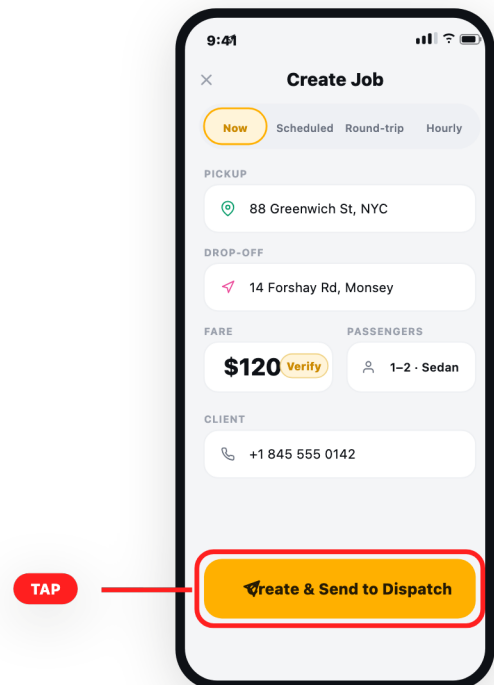 9:41
Create Job
Now Scheduled Round-trip Hourly
PICKUP
88 Greenwich St, NYC
DROP-OFF
14 Forshay Rd, Monsey
FARE PASSENGERS
$120 Verify 1–2 · Sedan
CLIENT
+1 845 555 0142
TAP
Create & Send to Dispatch